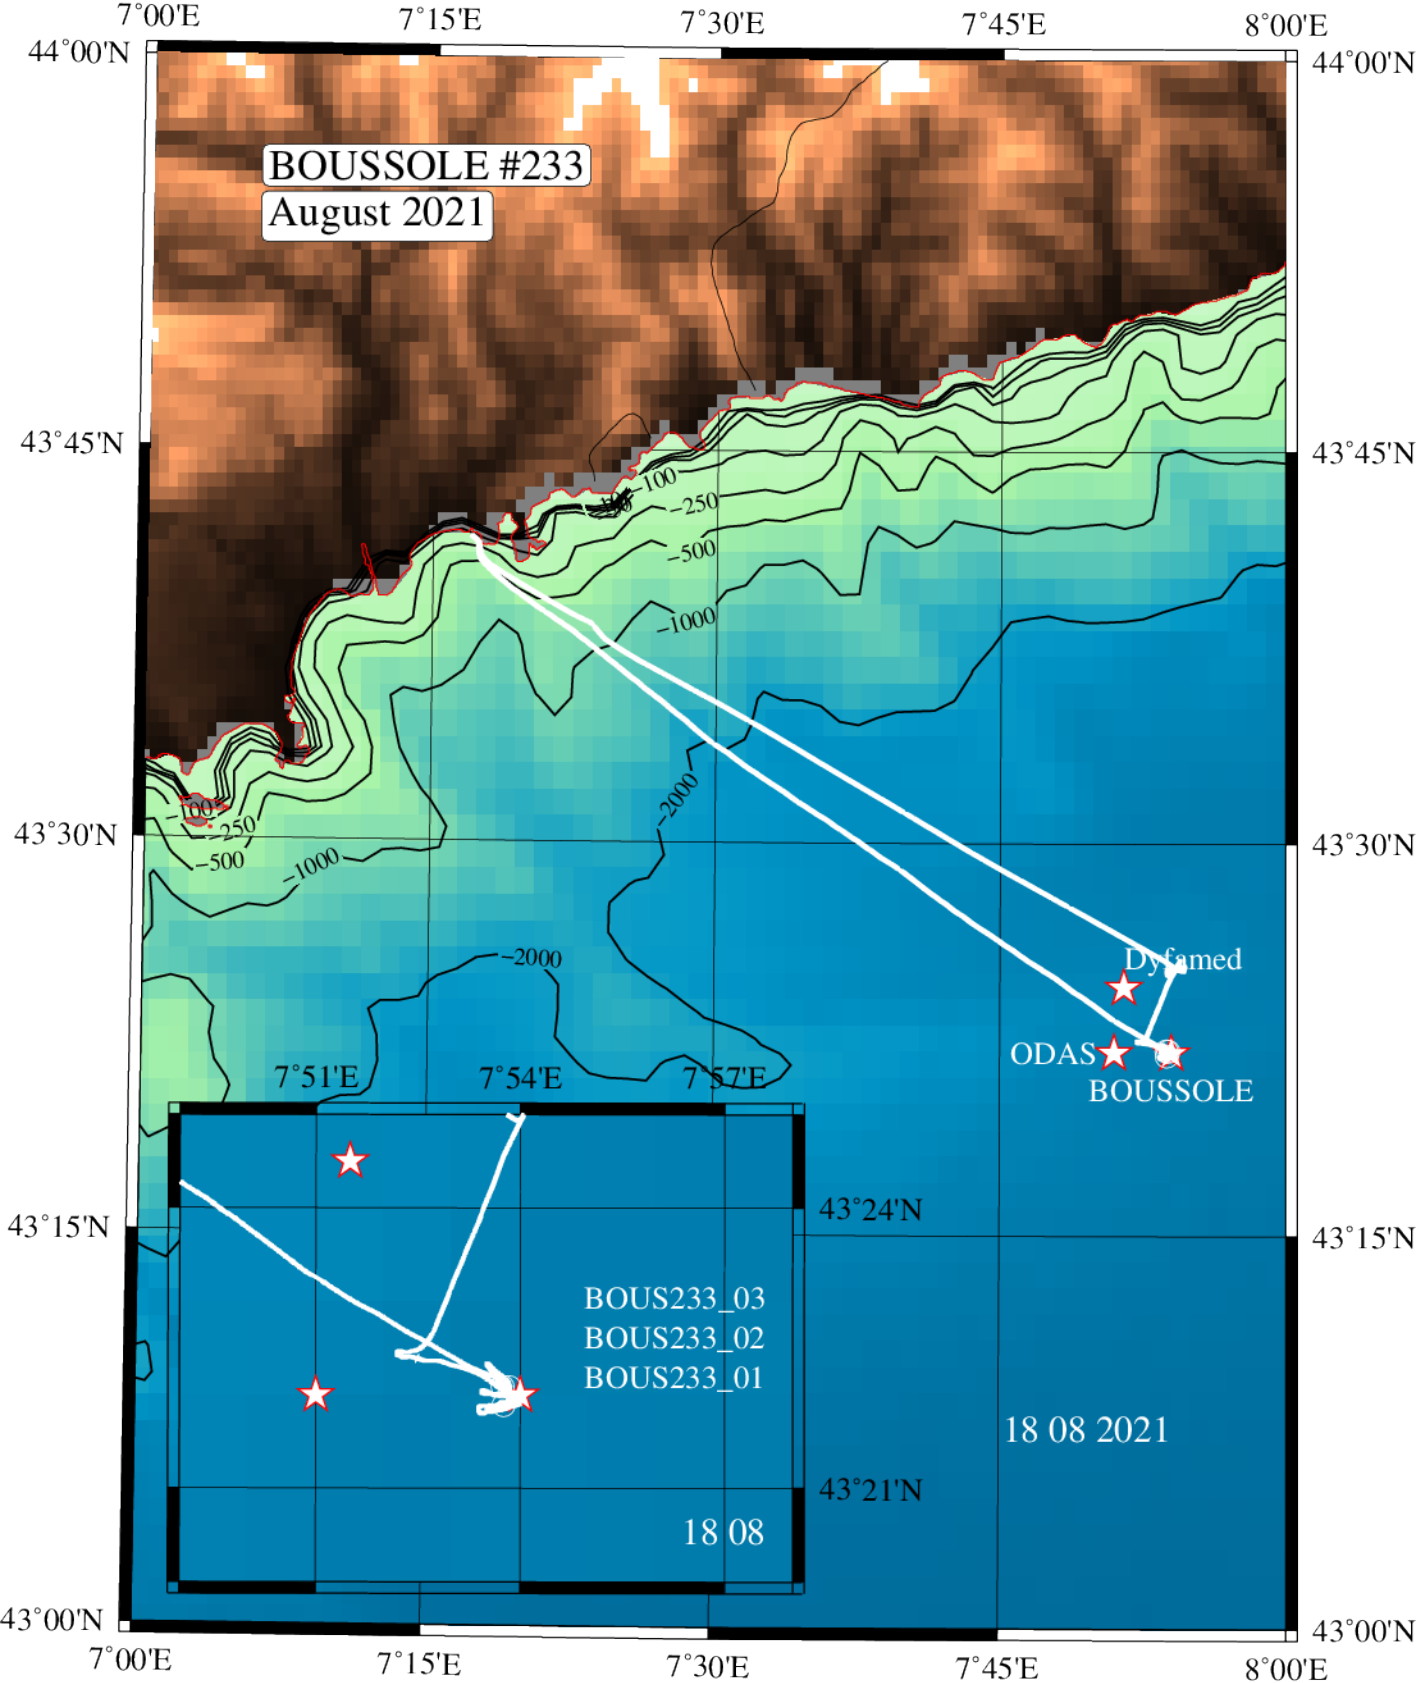 7°00'E 7°15'E 7°30'E 7°45'E 8°00'E
44°00'N 44°00'N
BOUSSOLE #233
August 2021
43°45'N 43°45'N
−100
−250
−500
−1000
−2000
−100
−250
−500
−1000
43°30'N 43°30'N
−2000
Dyfamed
ODAS
BOUSSOLE
7°51'E 7°54'E 7°57'E
43°24'N
43°15'N 43°15'N
BOUS233_03
BOUS233_02
BOUS233_01
18 08 2021
43°21'N
18 08
43°00'N 43°00'N
7°00'E 7°15'E 7°30'E 7°45'E 8°00'E